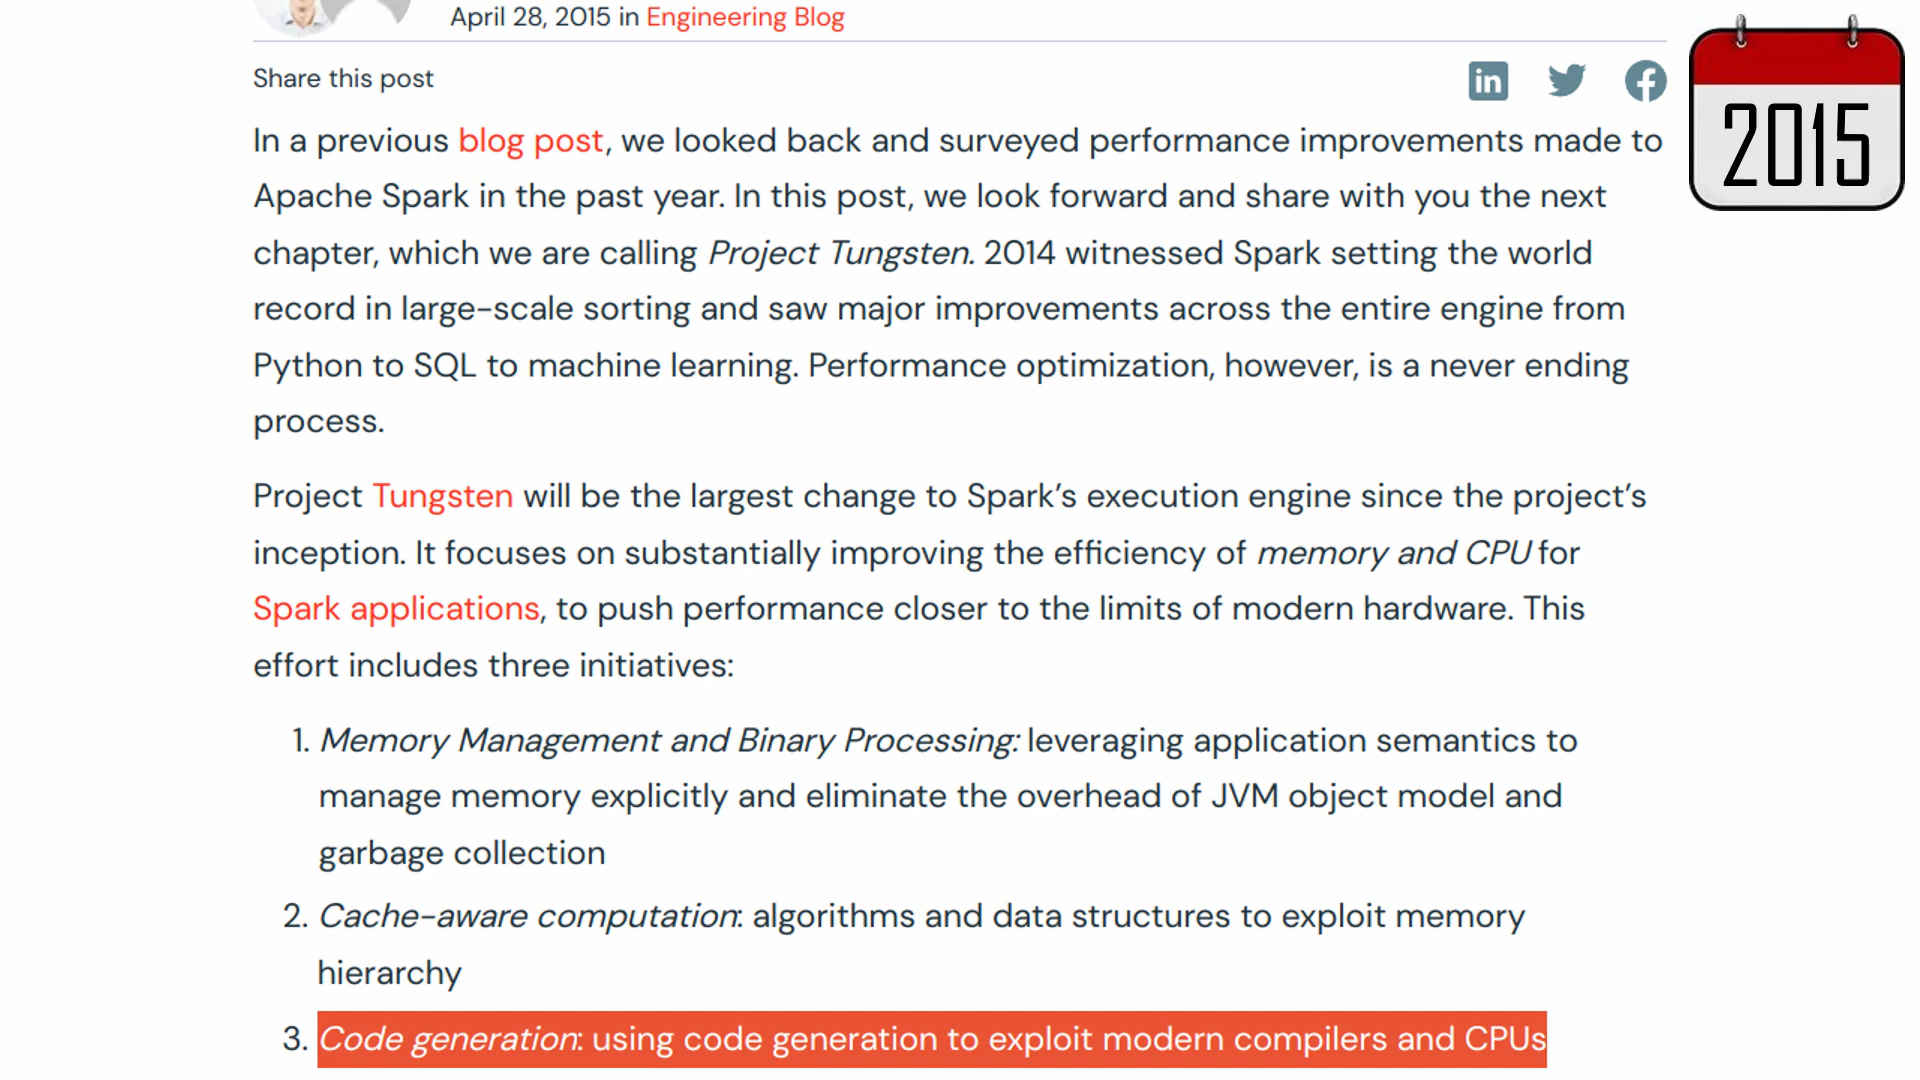 April 28, 2015 in Engineering Blog
Share this post
2015
In a previous blog post, we looked back and surveyed performance improvements made to
Apache Spark in the past year. In this post, we look forward and share with you the next
chapter, which we are calling Project Tungsten. 2014 witnessed Spark setting the world
record in large-scale sorting and saw major improvements across the entire engine from
Python to SQL to machine learning. Performance optimization, however, is a never ending
process.
Project Tungsten will be the largest change to Spark’s execution engine since the project’s
inception. It focuses on substantially improving the efficiency of memory and CPU for
Spark applications, to push performance closer to the limits of modern hardware. This
effort includes three initiatives:
1. Memory Management and Binary Processing: leveraging application semantics to
manage memory explicitly and eliminate the overhead of JVM object model and
garbage collection
2. Cache-aware computation: algorithms and data structures to exploit memory
hierarchy
3. Code generation: using code generation to exploit modern compilers and CPUs